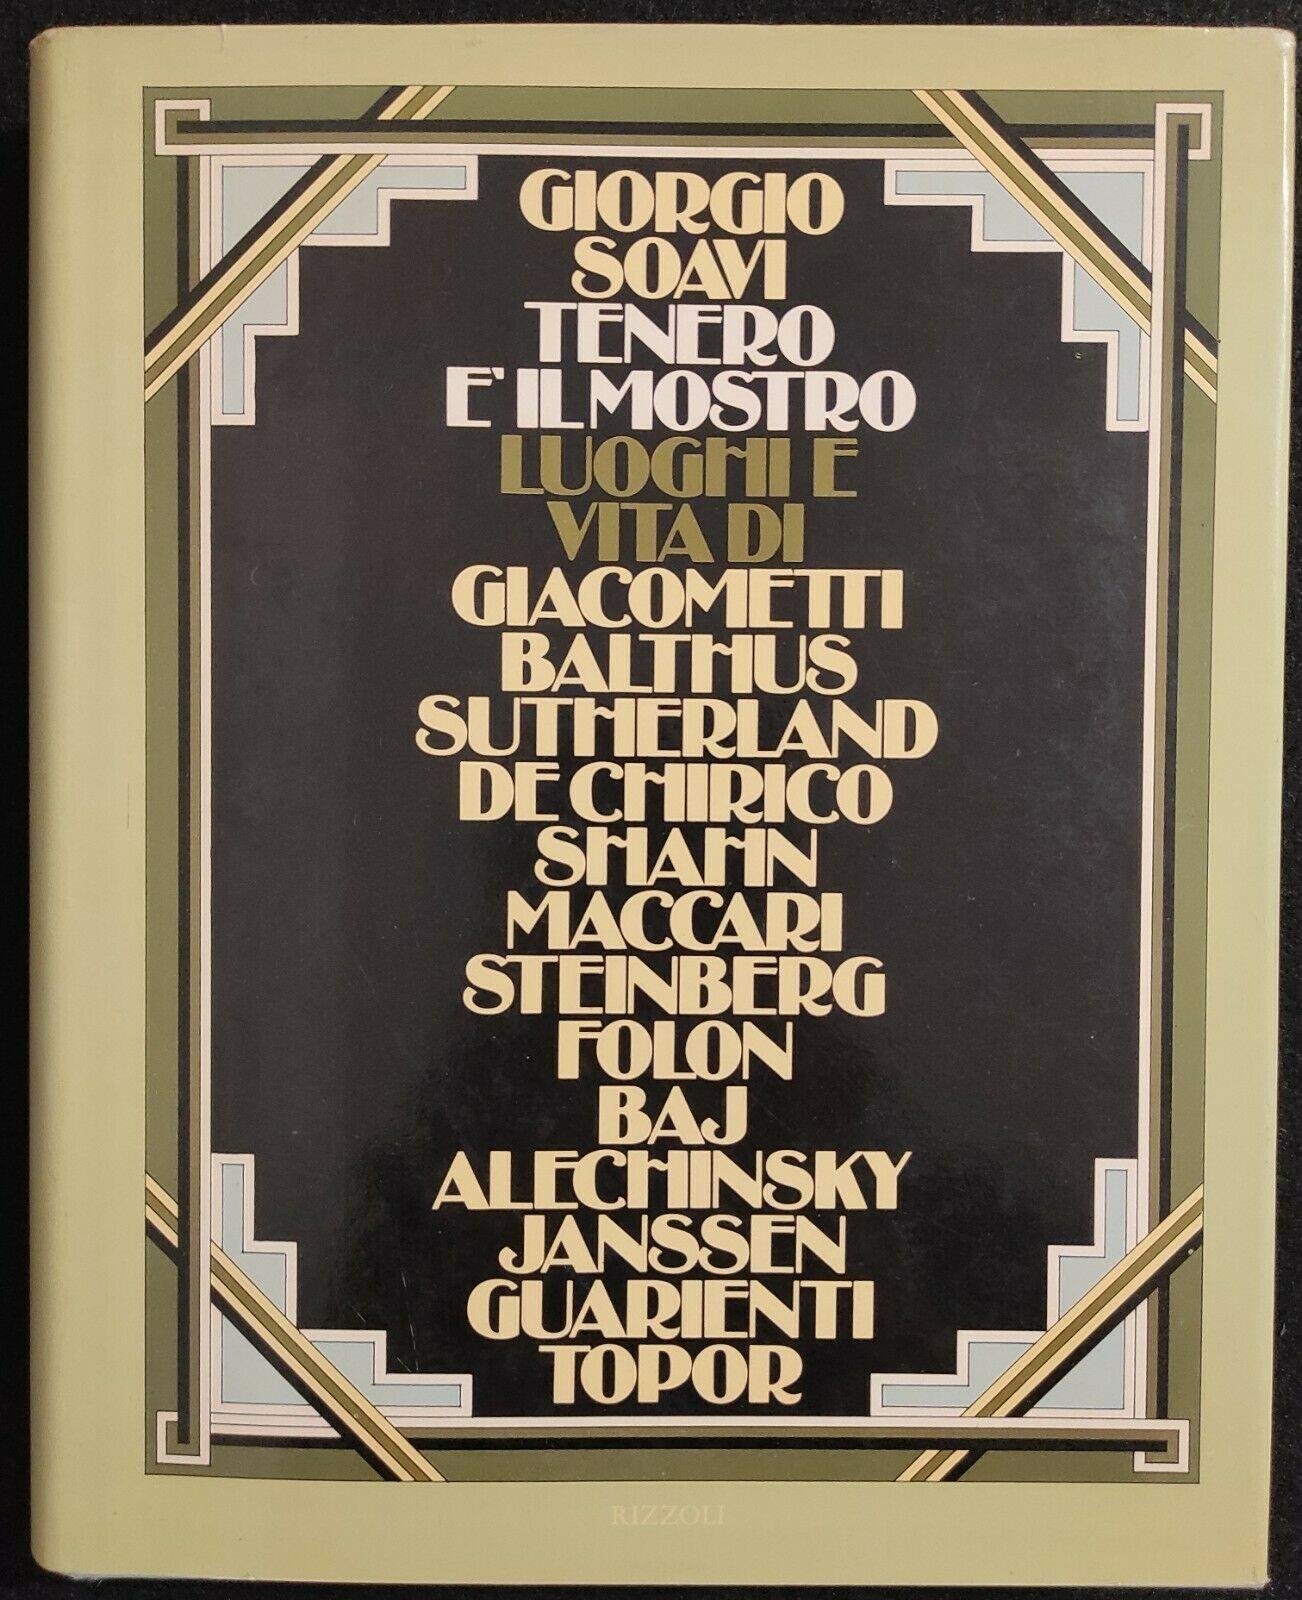 GIORGIO
SOAVI
TENERO
E' IL MOSTRO
LUOGHI E
VITA DI
GIACOMETTI
BALTHUS
SUTHERLAND
DE CHIRICO
SHAHN
MACCARI
STEINBERG
FOLON
BAJ
ALECHINSKY
JANSSEN
GUARIENTI
TOPOR
RIZZOLI